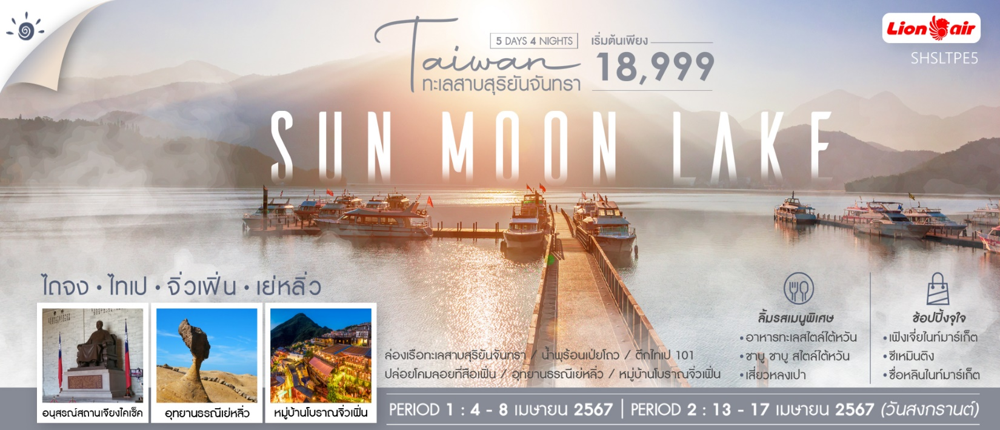 5 DAYS 4 NIGHTS
Taiwan
ทะเลสาบสุริยันจันทรา
เริ่มต้นเพียง
18,999
Lion air
SHSLTPE5
SUN MOON LAKE
ไถจง • ไทเป • จิ่วเฟิ่น • เย่หลิ่ว
อนุสรณ์สถานเจียงไคเช็ค
อุทยานธรณีเย่หลิ่ว
หมู่บ้านโบราณจิ่วเฟิ่น
ล่องเรือทะเลสาบสุริยันจันทรา / น้ำพุร้อนเป่ยโถว / ตึกไทเป 101
ปล่อยโคมลอยที่สือเฟิ่น / อุทยานธรณีเย่หลิ่ว / หมู่บ้านโบราณจิ่วเฟิ่น
ลิ้มรสเมนูพิเศษ
• อาหารทะเลสไตล์ไต้หวัน
• ชาบู ชาบู สไตล์ไต้หวัน
• เสี่ยวหลงเปา
ช้อปปิ้งจุใจ
• เฟิงเจี่ยไนท์มาร์เก็ต
• ซีเหมินติง
• ซื่อหลินไนท์มาร์เก็ต
PERIOD 1 : 4 - 8 เมษายน 2567 | PERIOD 2 : 13 - 17 เมษายน 2567 (วันสงกรานต์)